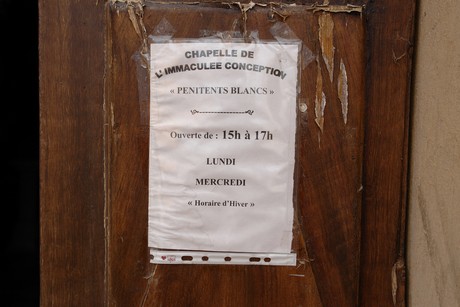 CHAPELLE DE
L'IMMACULEE CONCEPTION
« PENITENTS BLANCS »
Ouverte de : 15h à 17h
LUNDI
MERCREDI
« Horaire d'Hiver »